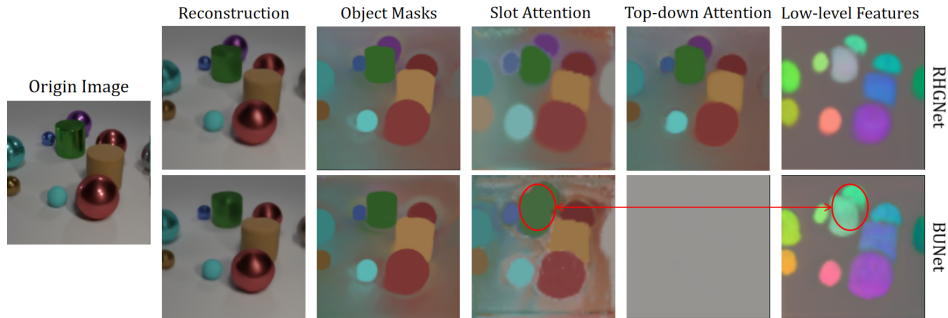 Reconstruction Object Masks Slot Attention Top-down Attention Low-level Features
Origin Image
RHGNet
BUNet